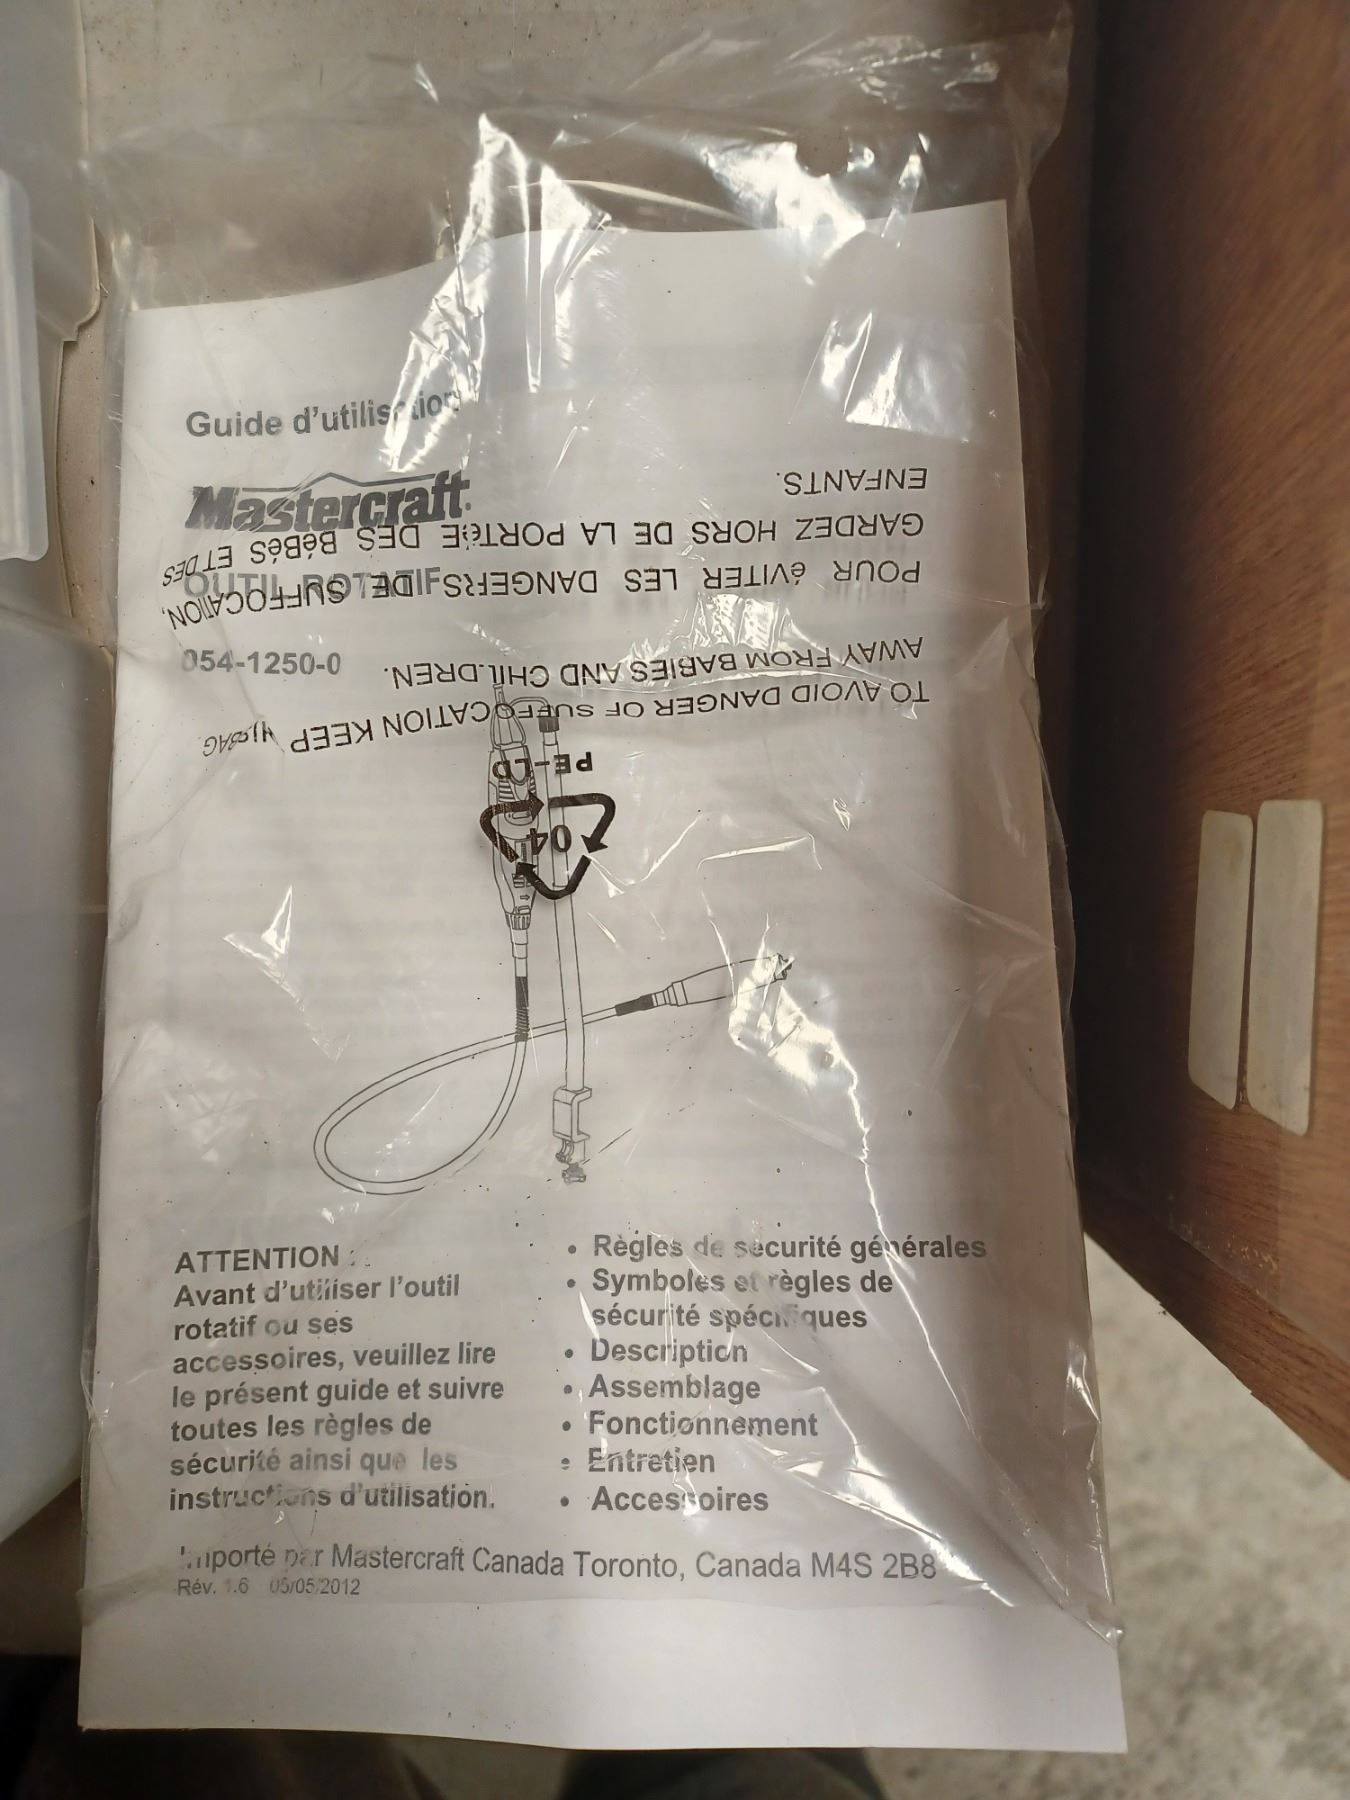 Guide d'utilisation
Mastercraft
OUTIL ROTATIF
054-1250-0
TO AVOID DANGER OF SUFFOCATION KEEP
AWAY FROM BABIES AND CHILDREN.
POUR éVITER LES DANGERS DE SUFFOCATION,
GARDEZ HORS DE LA PORTéE DES BéBéS ET DES
ENFANTS.
04
PE-LD
ATTENTION :
Avant d'utiliser l'outil
rotatif ou ses
accessoires, veuillez lire
le présent guide et suivre
toutes les règles de
sécurité ainsi que les
instructions d'utilisation.
• Règles de sécurité générales
• Symboles et règles de
sécurité spécifiques
• Description
• Assemblage
• Fonctionnement
• Entretien
• Accessoires
Importé par Mastercraft Canada Toronto, Canada M4S 2B8
Rév. 1.6 05/05/2012